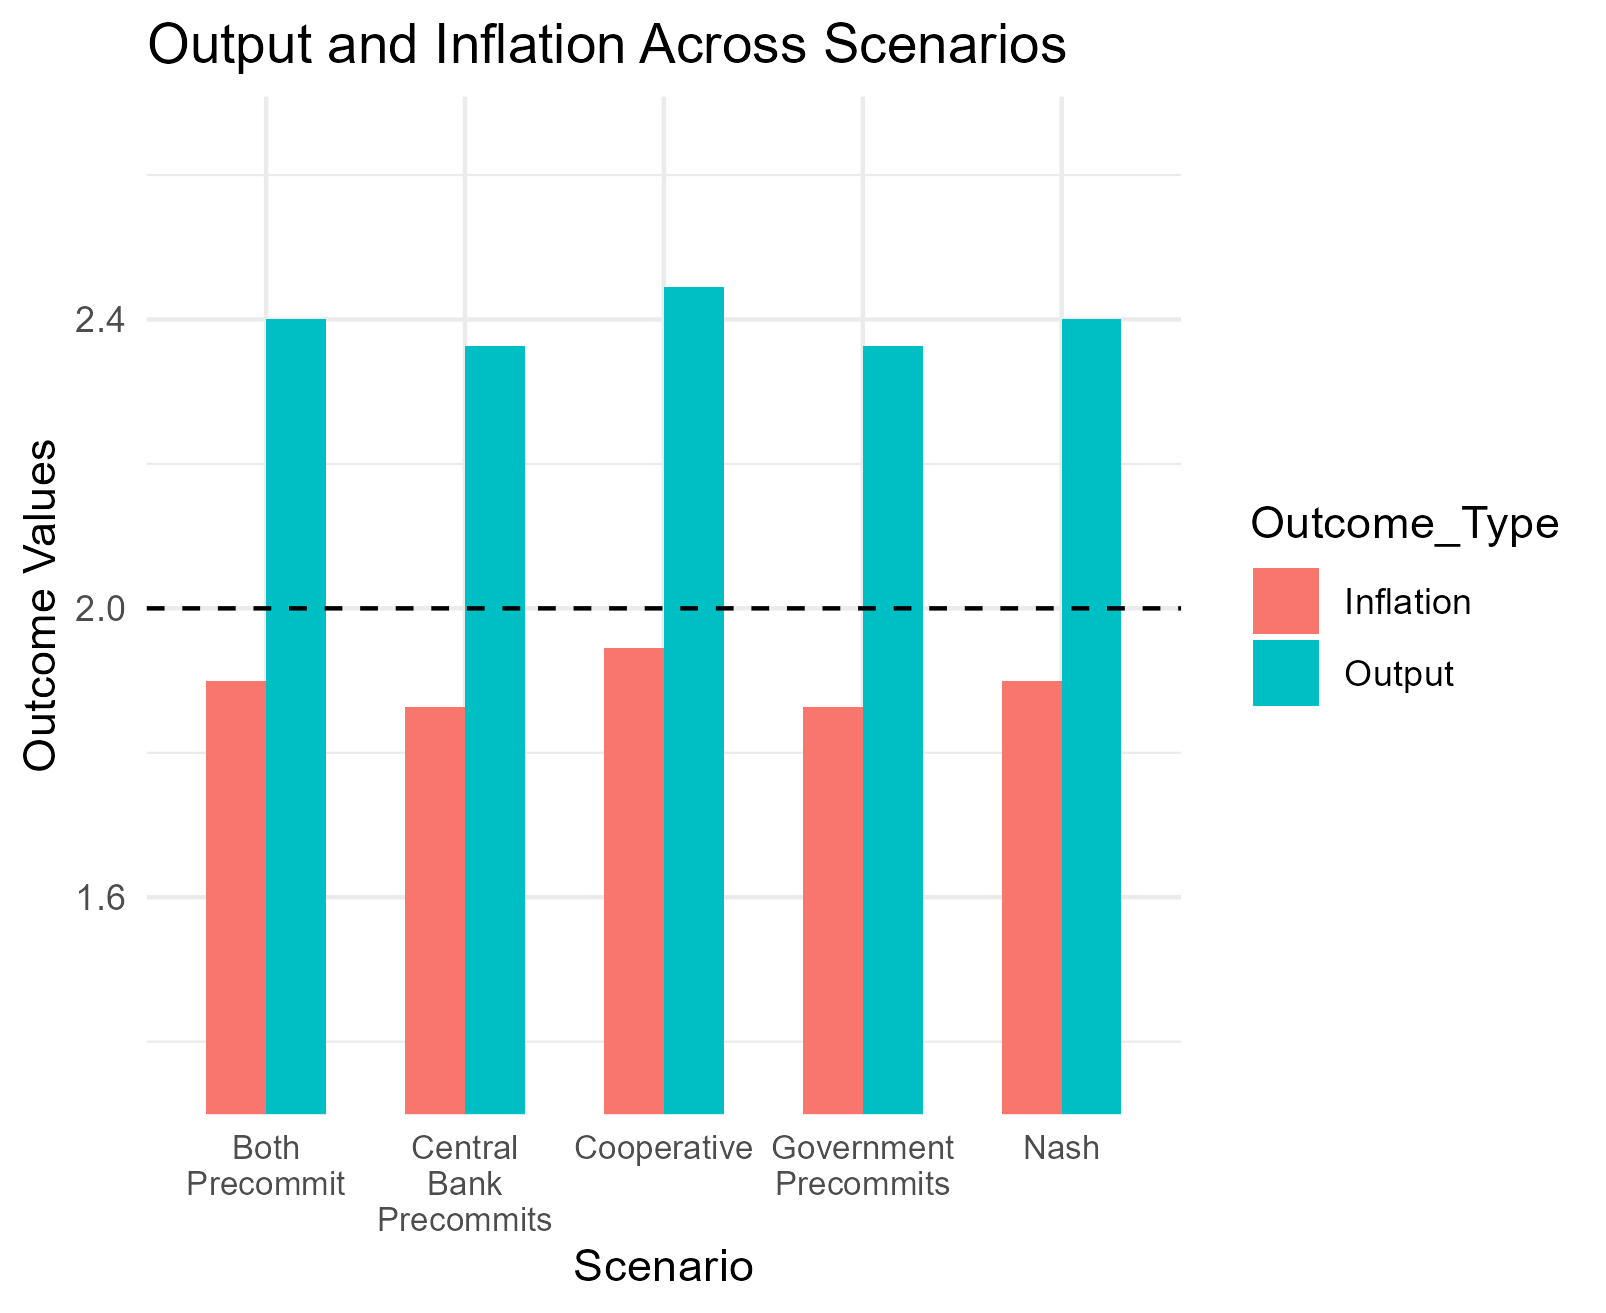 Output and Inflation Across Scenarios
Outcome Values
2.4
2.0
1.6
Both
Precommit
Central
Bank
Precommits
Cooperative
Government
Precommits
Nash
Scenario
Outcome_Type
Inflation
Output